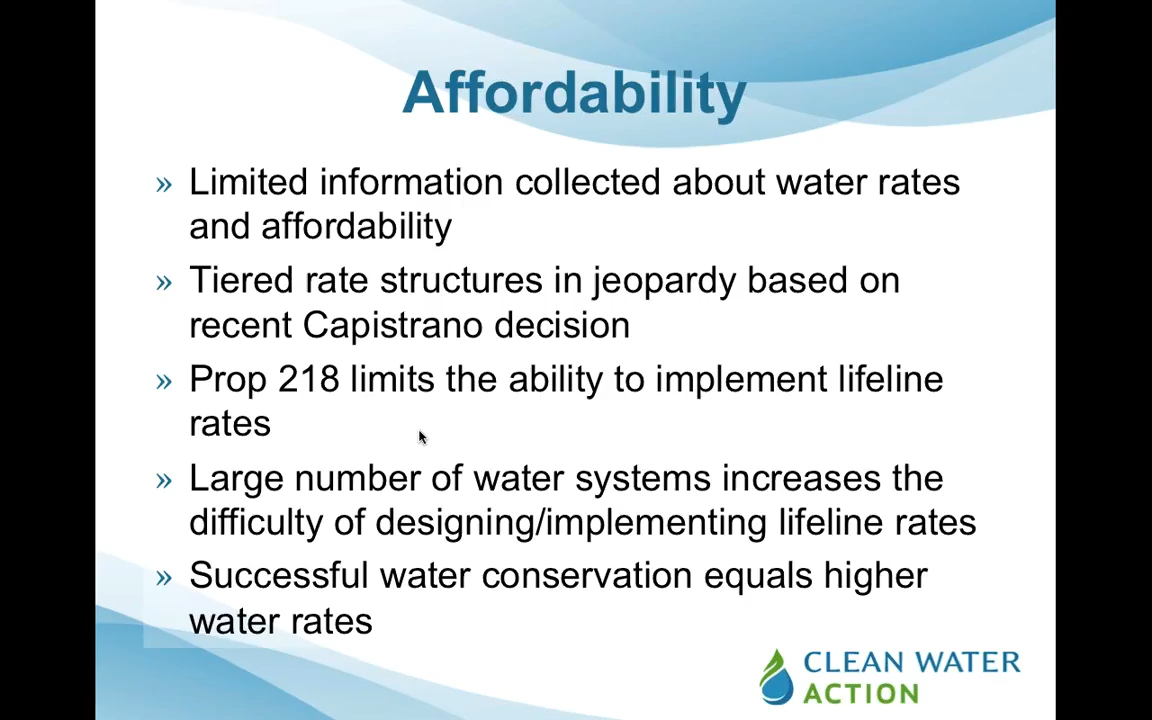 Affordability
» Limited information collected about water rates
and affordability
» Tiered rate structures in jeopardy based on
recent Capistrano decision
» Prop 218 limits the ability to implement lifeline
rates
» Large number of water systems increases the
difficulty of designing/implementing lifeline rates
» Successful water conservation equals higher
water rates
CLEAN WATER
ACTION